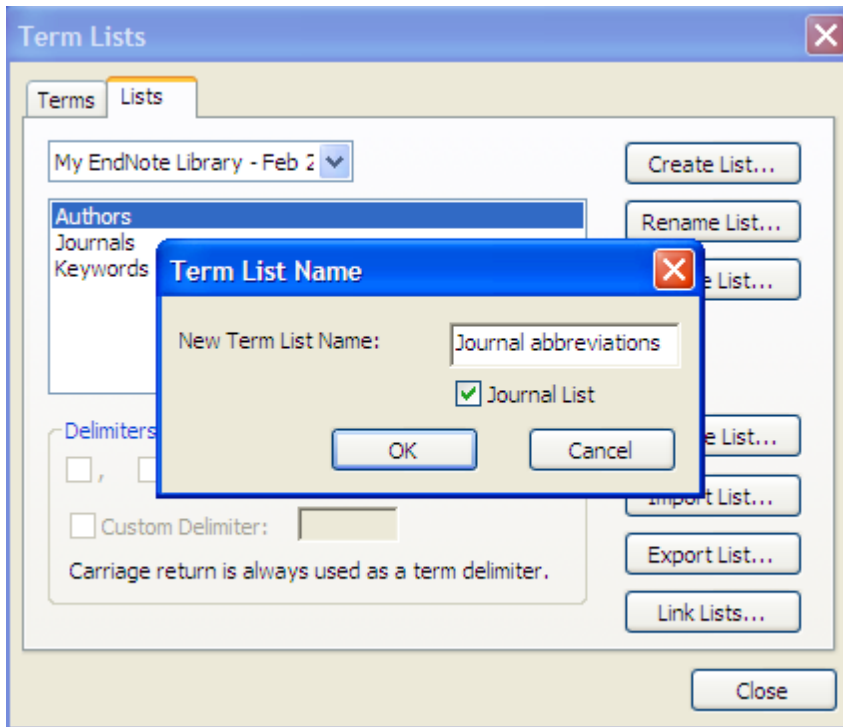 Term Lists
Terms
Lists
My EndNote Library - Feb 2
Create List...
Authors
Journals
Keywords
Rename List...
List...
Term List Name
New Term List Name:
Journal abbreviations
Journal List
OK
Cancel
Delimiters
,
List...
Import List...
Custom Delimiter:
Export List...
Carriage return is always used as a term delimiter.
Link Lists...
Close